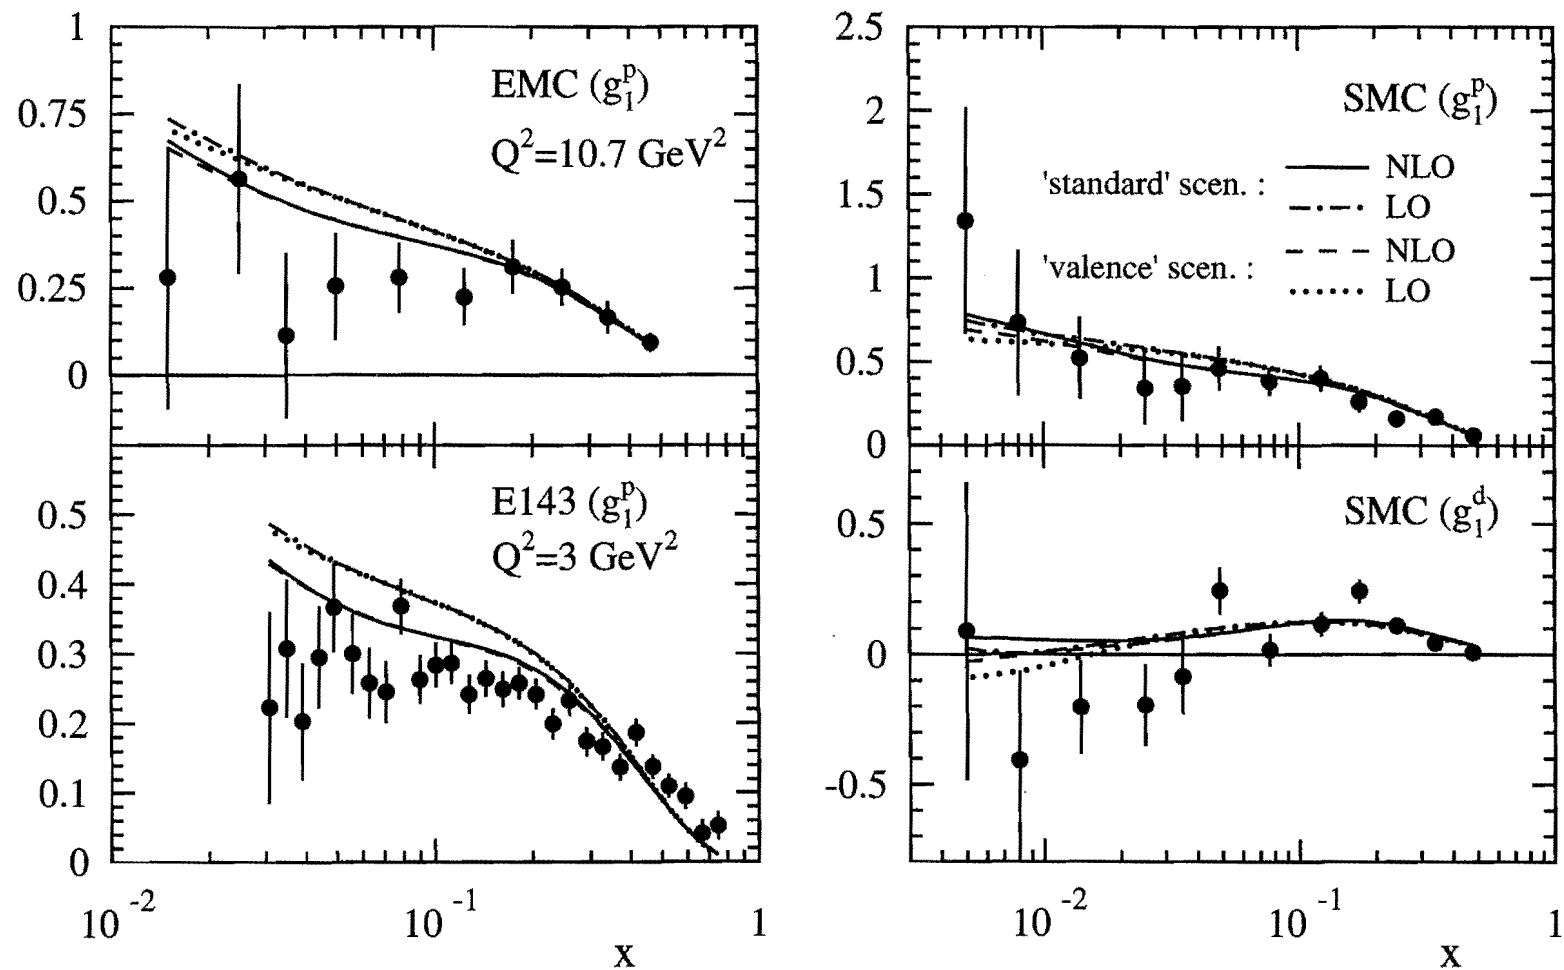 1
0.75
0.5
0.25
0
EMC (g₁ᵖ)
Q²=10.7 GeV²
2.5
2
1.5
1
0.5
0
SMC (g₁ᵖ)
'standard' scen. :
NLO
LO
'valence' scen. :
NLO
LO
0.5
0.4
0.3
0.2
0.1
0
E143 (g₁ᵖ)
Q²=3 GeV²
10⁻²
10⁻¹
1
x
0.5
0
-0.5
SMC (g₁ᵈ)
10⁻²
10⁻¹
1
x